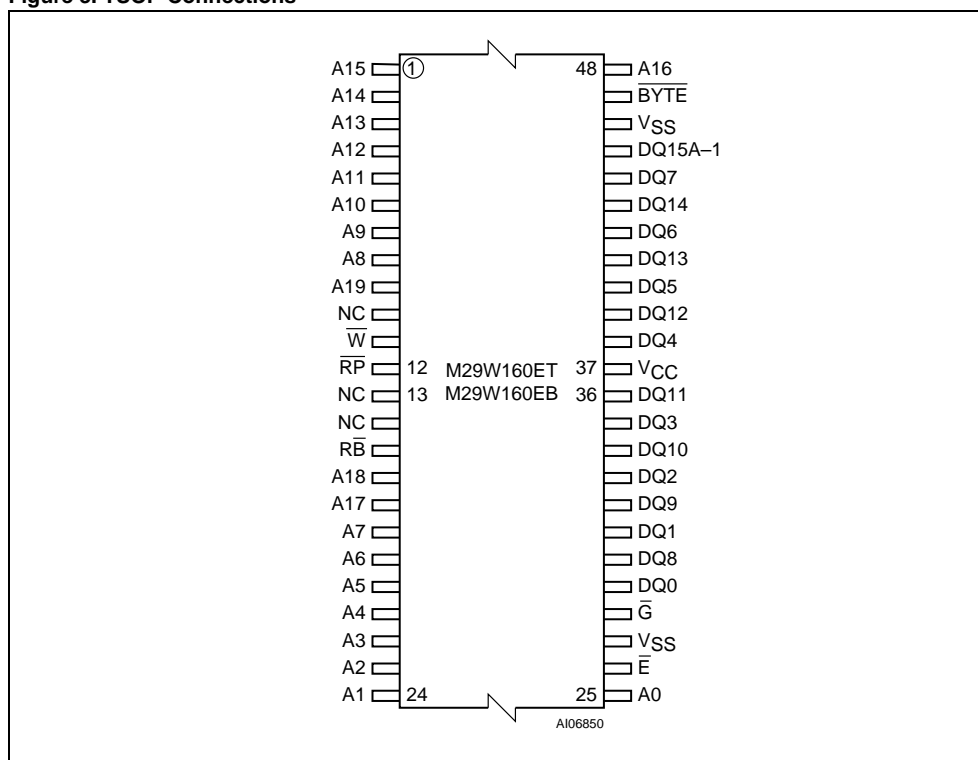 Figure TSOP Connections
A15 1 48 A16
A14 B̅Y̅T̅E̅
A13 VSS
A12 DQ15A–1
A11 DQ7
A10 DQ14
A9 DQ6
A8 DQ13
A19 DQ5
NC DQ12
W̅ DQ4
R̅P̅ 12 M29W160ET 37 VCC
NC 13 M29W160EB 36 DQ11
NC DQ3
RB̅ DQ10
A18 DQ2
A17 DQ9
A7 DQ1
A6 DQ8
A5 DQ0
A4 G̅
A3 VSS
A2 E̅
A1 24 25 A0
AI06850